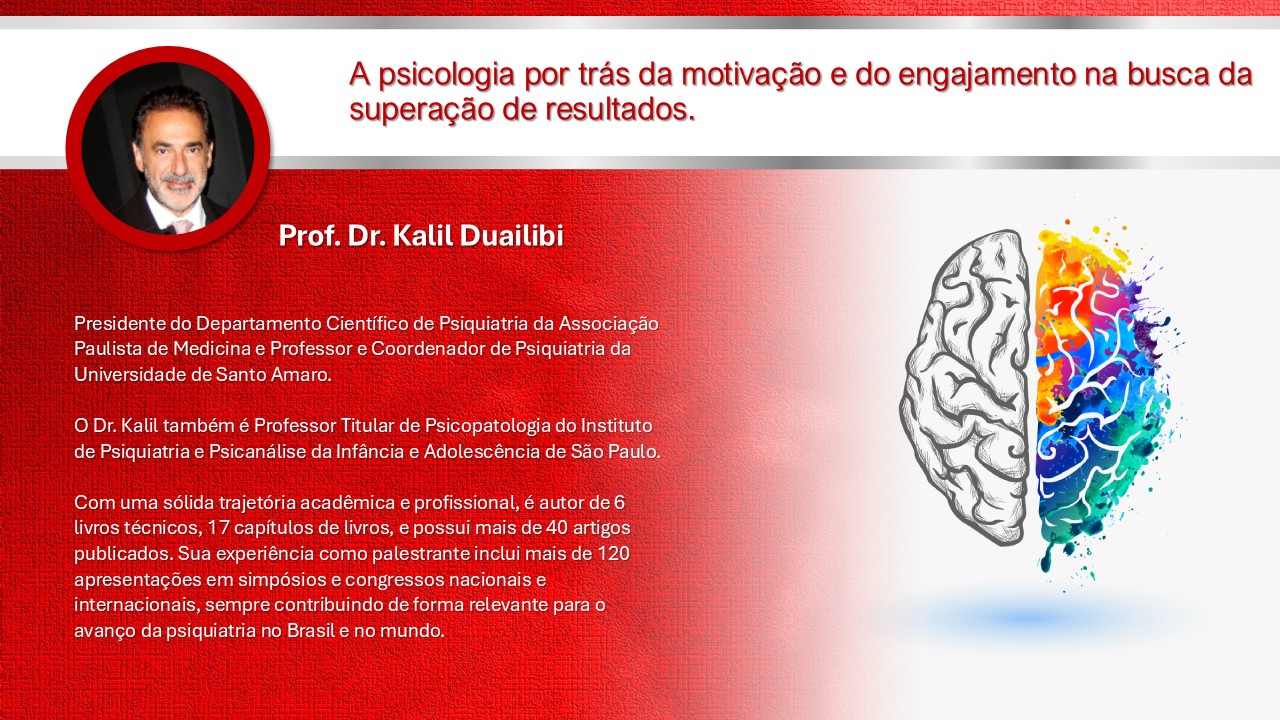 A psicologia por trás da motivação e do engajamento na busca da
superação de resultados.
Prof. Dr. Kalil Duailibi
Presidente do Departamento Científico de Psiquiatria da Associação
Paulista de Medicina e Professor e Coordenador de Psiquiatria da
Universidade de Santo Amaro.
O Dr. Kalil também é Professor Titular de Psicopatologia do Instituto
de Psiquiatria e Psicanálise da Infância e Adolescência de São Paulo.
Com uma sólida trajetória acadêmica e profissional, é autor de 6
livros técnicos, 17 capítulos de livros, e possui mais de 40 artigos
publicados. Sua experiência como palestrante inclui mais de 120
apresentações em simpósios e congressos nacionais e
internacionais, sempre contribuindo de forma relevante para o
avanço da psiquiatria no Brasil e no mundo.